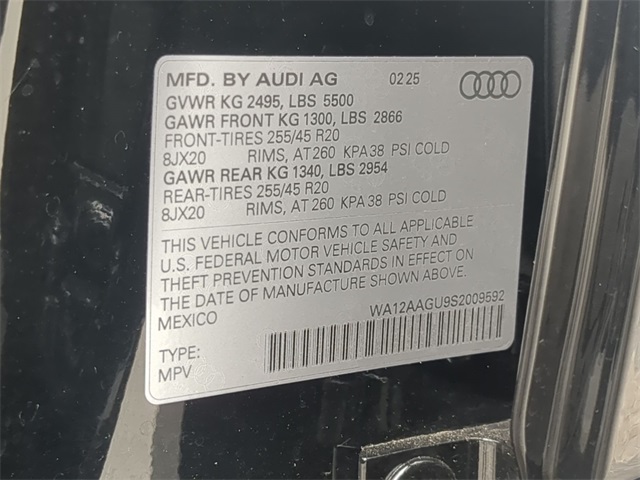 MFD. BY AUDI AG 02 25
GVWR KG 2495, LBS 5500
GAWR FRONT KG 1300, LBS 2866
FRONT-TIRES 255/45 R20
8JX20 RIMS, AT 260 KPA 38 PSI COLD
GAWR REAR KG 1340, LBS 2954
REAR-TIRES 255/45 R20
8JX20 RIMS, AT 260 KPA 38 PSI COLD
THIS VEHICLE CONFORMS TO ALL APPLICABLE
U.S. FEDERAL MOTOR VEHICLE SAFETY AND
THEFT PREVENTION STANDARDS IN EFFECT ON
THE DATE OF MANUFACTURE SHOWN ABOVE.
MEXICO
WA12AAGU9S2009592
TYPE:
MPV